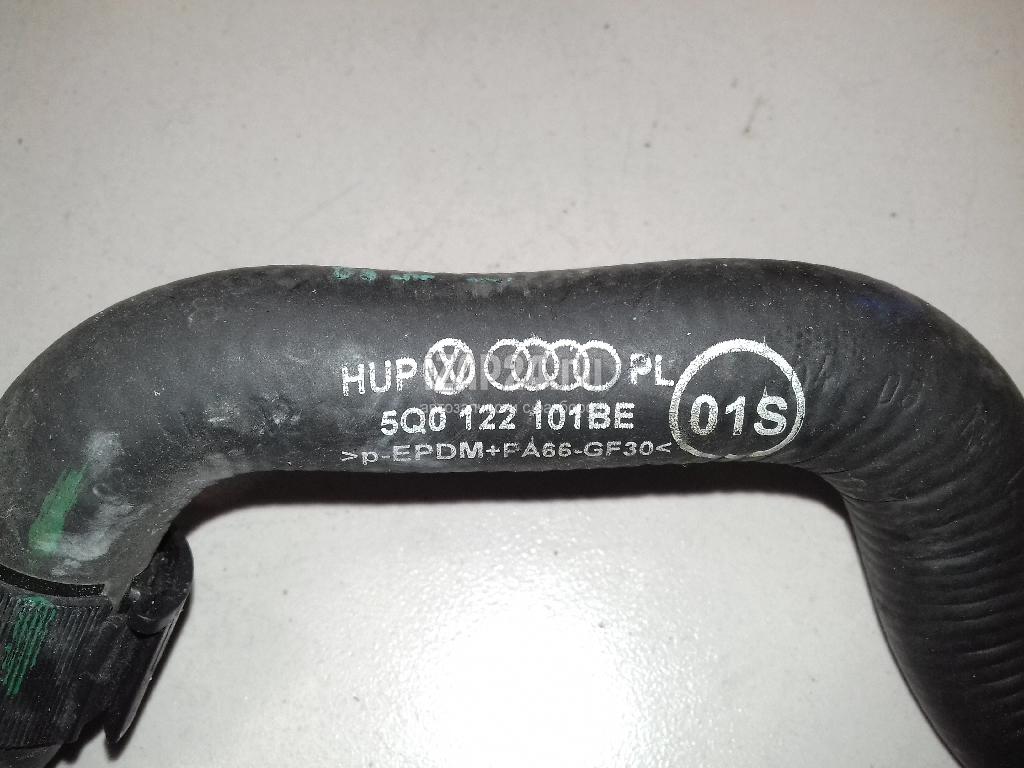 HUP PL
01S
5Q0 122 101BE
>p-EPDM+PA66-GF30<